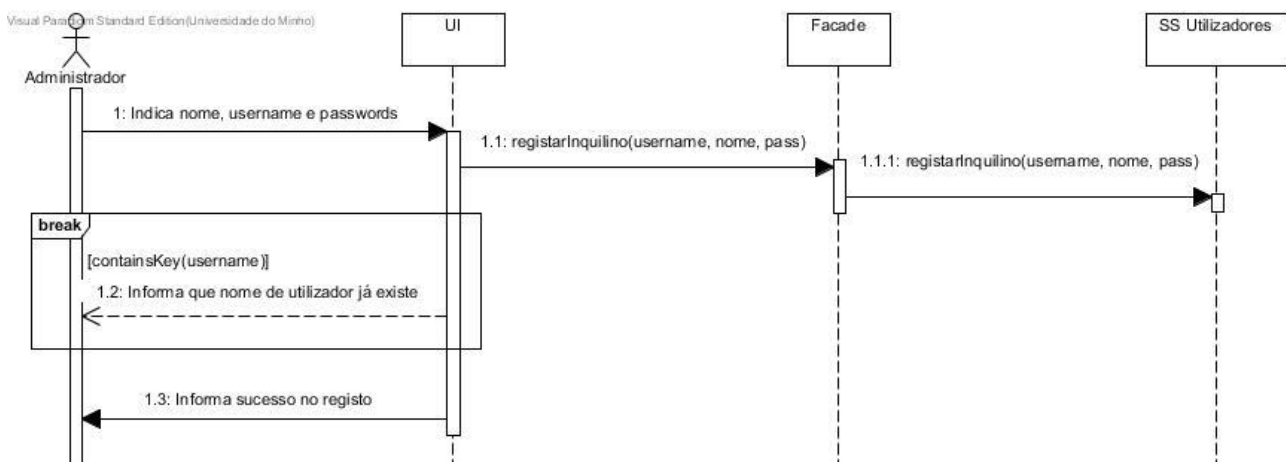 Visual Paradigm Standard Edition(Universidade do Minho)
UI
Facade
SS Utilizadores
Administrador
1: Indica nome, username e passwords
1.1: registarInquilino(username, nome, pass)
1.1.1: registarInquilino(username, nome, pass)
break
[containsKey(username)]
1.2: Informa que nome de utilizador já existe
1.3: Informa sucesso no registo